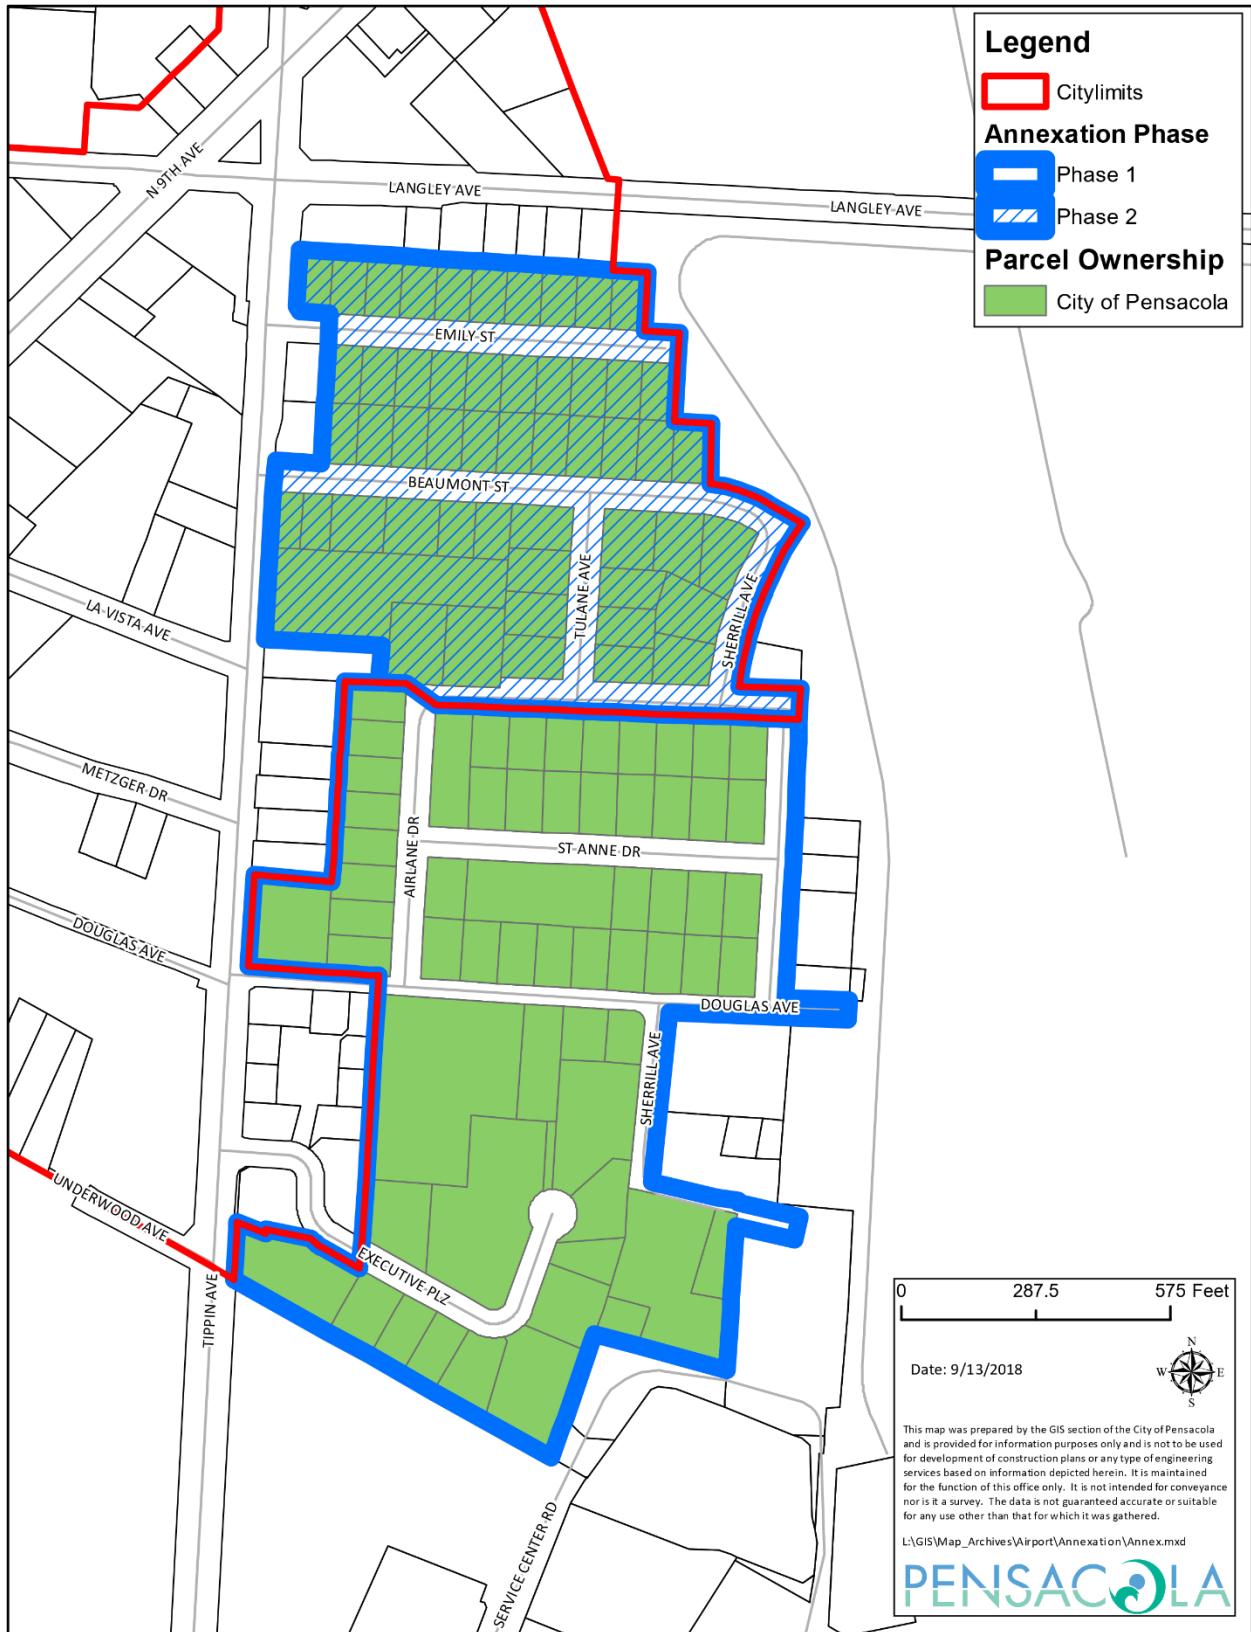 Legend
Citylimits
Annexation Phase
Phase 1
Phase 2
Parcel Ownership
City of Pensacola
N 9TH AVE
LANGLEY AVE
LANGLEY AVE
EMILY ST
BEAUMONT ST
TULANE AVE
SHERRILL AVE
LA VISTA AVE
METZGER DR
AIRLANE DR
ST ANNE DR
DOUGLAS AVE
DOUGLAS AVE
SHERRILL AVE
UNDERWOOD AVE
EXECUTIVE PLZ
TIPPIN AVE
SERVICE CENTER RD
0 287.5 575 Feet
Date: 9/13/2018
N
W E
S
This map was prepared by the GIS section of the City of Pensacola
and is provided for information purposes only and is not to be used
for development of construction plans or any type of engineering
services based on information depicted herein. It is maintained
for the function of this office only. It is not intended for conveyance
nor is it a survey. The data is not guaranteed accurate or suitable
for any use other than that for which it was gathered.
L:\GIS\Map_Archives\Airport\Annexation\Annex.mxd
PENSACOLA